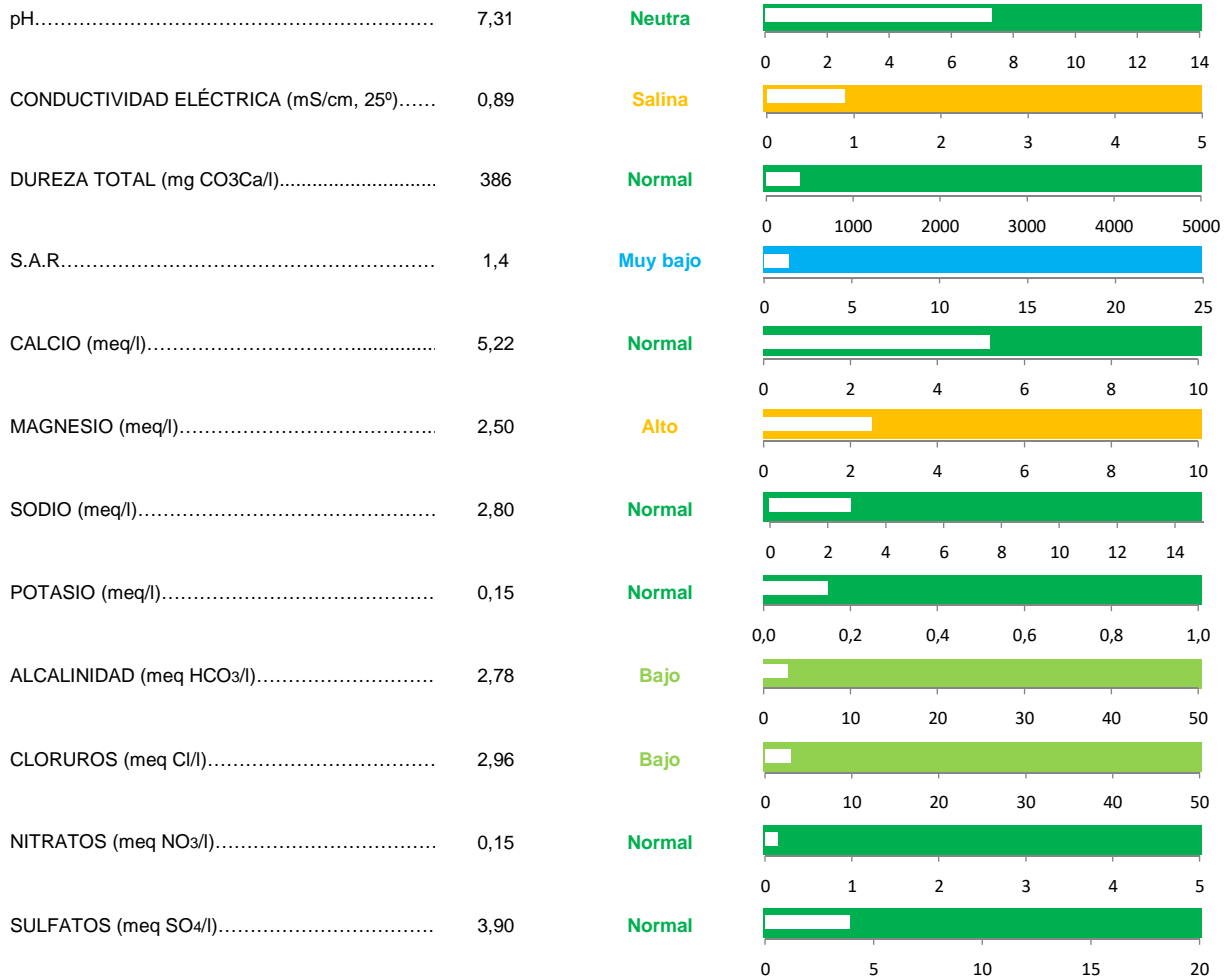 pH 7,31 Neutra
0 2 4 6 8 10 12 14
CONDUCTIVIDAD ELÉCTRICA (mS/cm, 25º)...... 0,89 Salina
0 1 2 3 4 5
DUREZA TOTAL (mg CO3Ca/l)............................ 386 Normal
0 1000 2000 3000 4000 5000
S.A.R 1,4 Muy bajo
0 5 10 15 20 25
CALCIO (meq/l) 5,22 Normal
0 2 4 6 8 10
MAGNESIO (meq/l) 2,50 Alto
0 2 4 6 8 10
SODIO (meq/l) 2,80 Normal
0 2 4 6 8 10 12 14
POTASIO (meq/l) 0,15 Normal
0,0 0,2 0,4 0,6 0,8 1,0
ALCALINIDAD (meq HCO3/l) 2,78 Bajo
0 10 20 30 40 50
CLORUROS (meq Cl/l) 2,96 Bajo
0 10 20 30 40 50
NITRATOS (meq NO3/l) 0,15 Normal
0 1 2 3 4 5
SULFATOS (meq SO4/l) 3,90 Normal
0 5 10 15 20